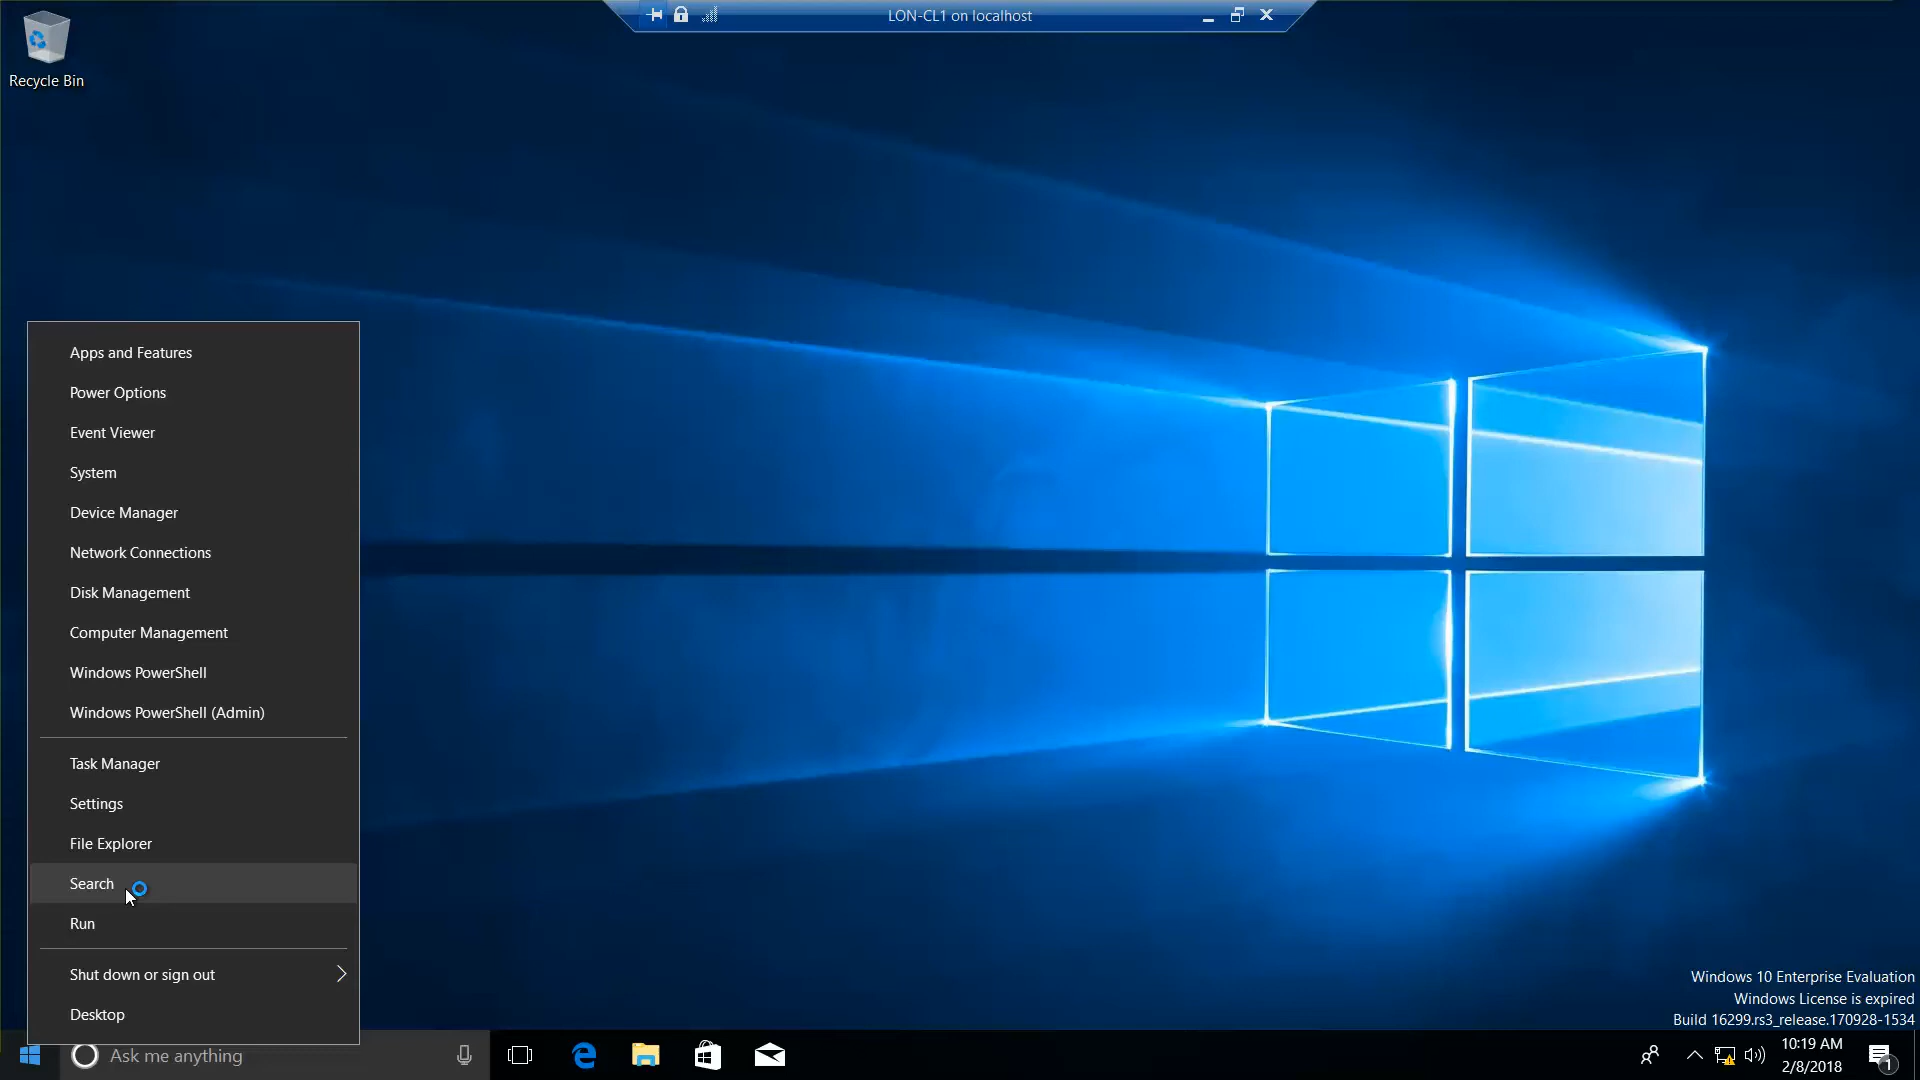 LON-CL1 on localhost
Recycle Bin
Apps and Features
Power Options
Event Viewer
System
Device Manager
Network Connections
Disk Management
Computer Management
Windows PowerShell
Windows PowerShell (Admin)
Task Manager
Settings
File Explorer
Search
Run
Shut down or sign out
Desktop
Windows 10 Enterprise Evaluation
Windows License is expired
Build 16299.rs3_release.170928-1534
Ask me anything
10:19 AM
2/8/2018
1